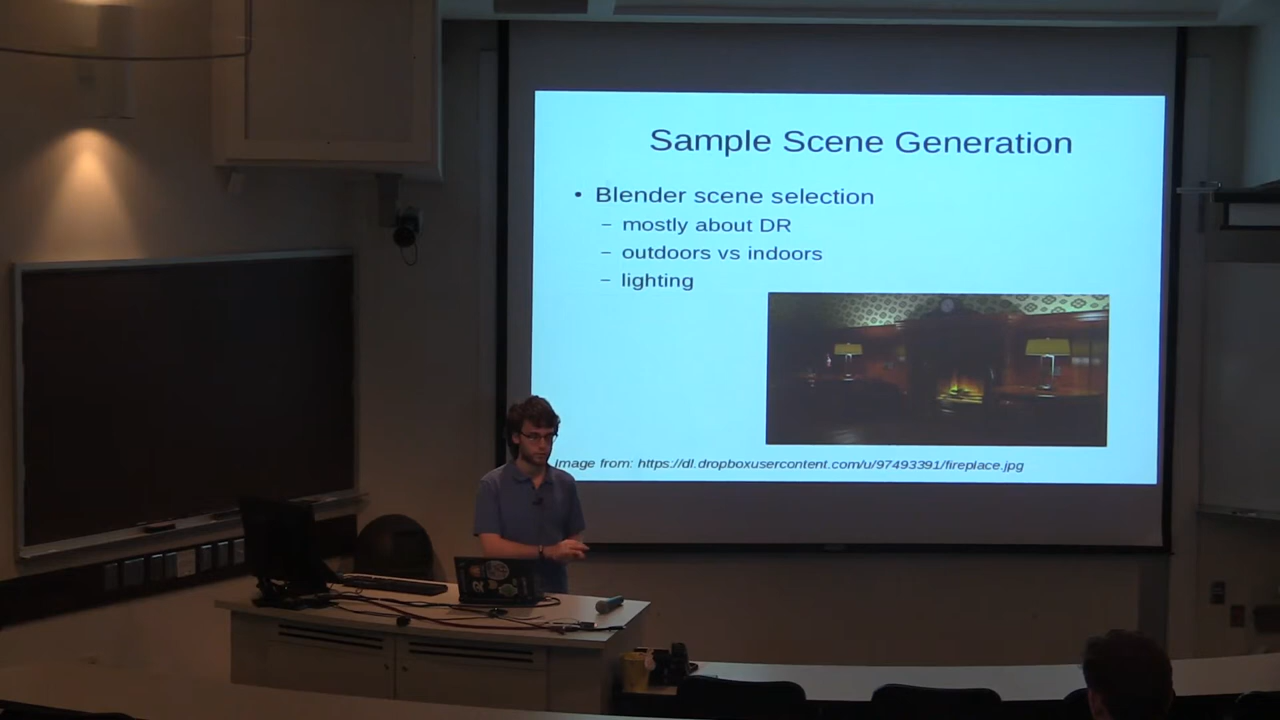 Sample Scene Generation
• Blender scene selection
– mostly about DR
– outdoors vs indoors
– lighting
Image from: https://dl.dropboxusercontent.com/u/97493391/fireplace.jpg